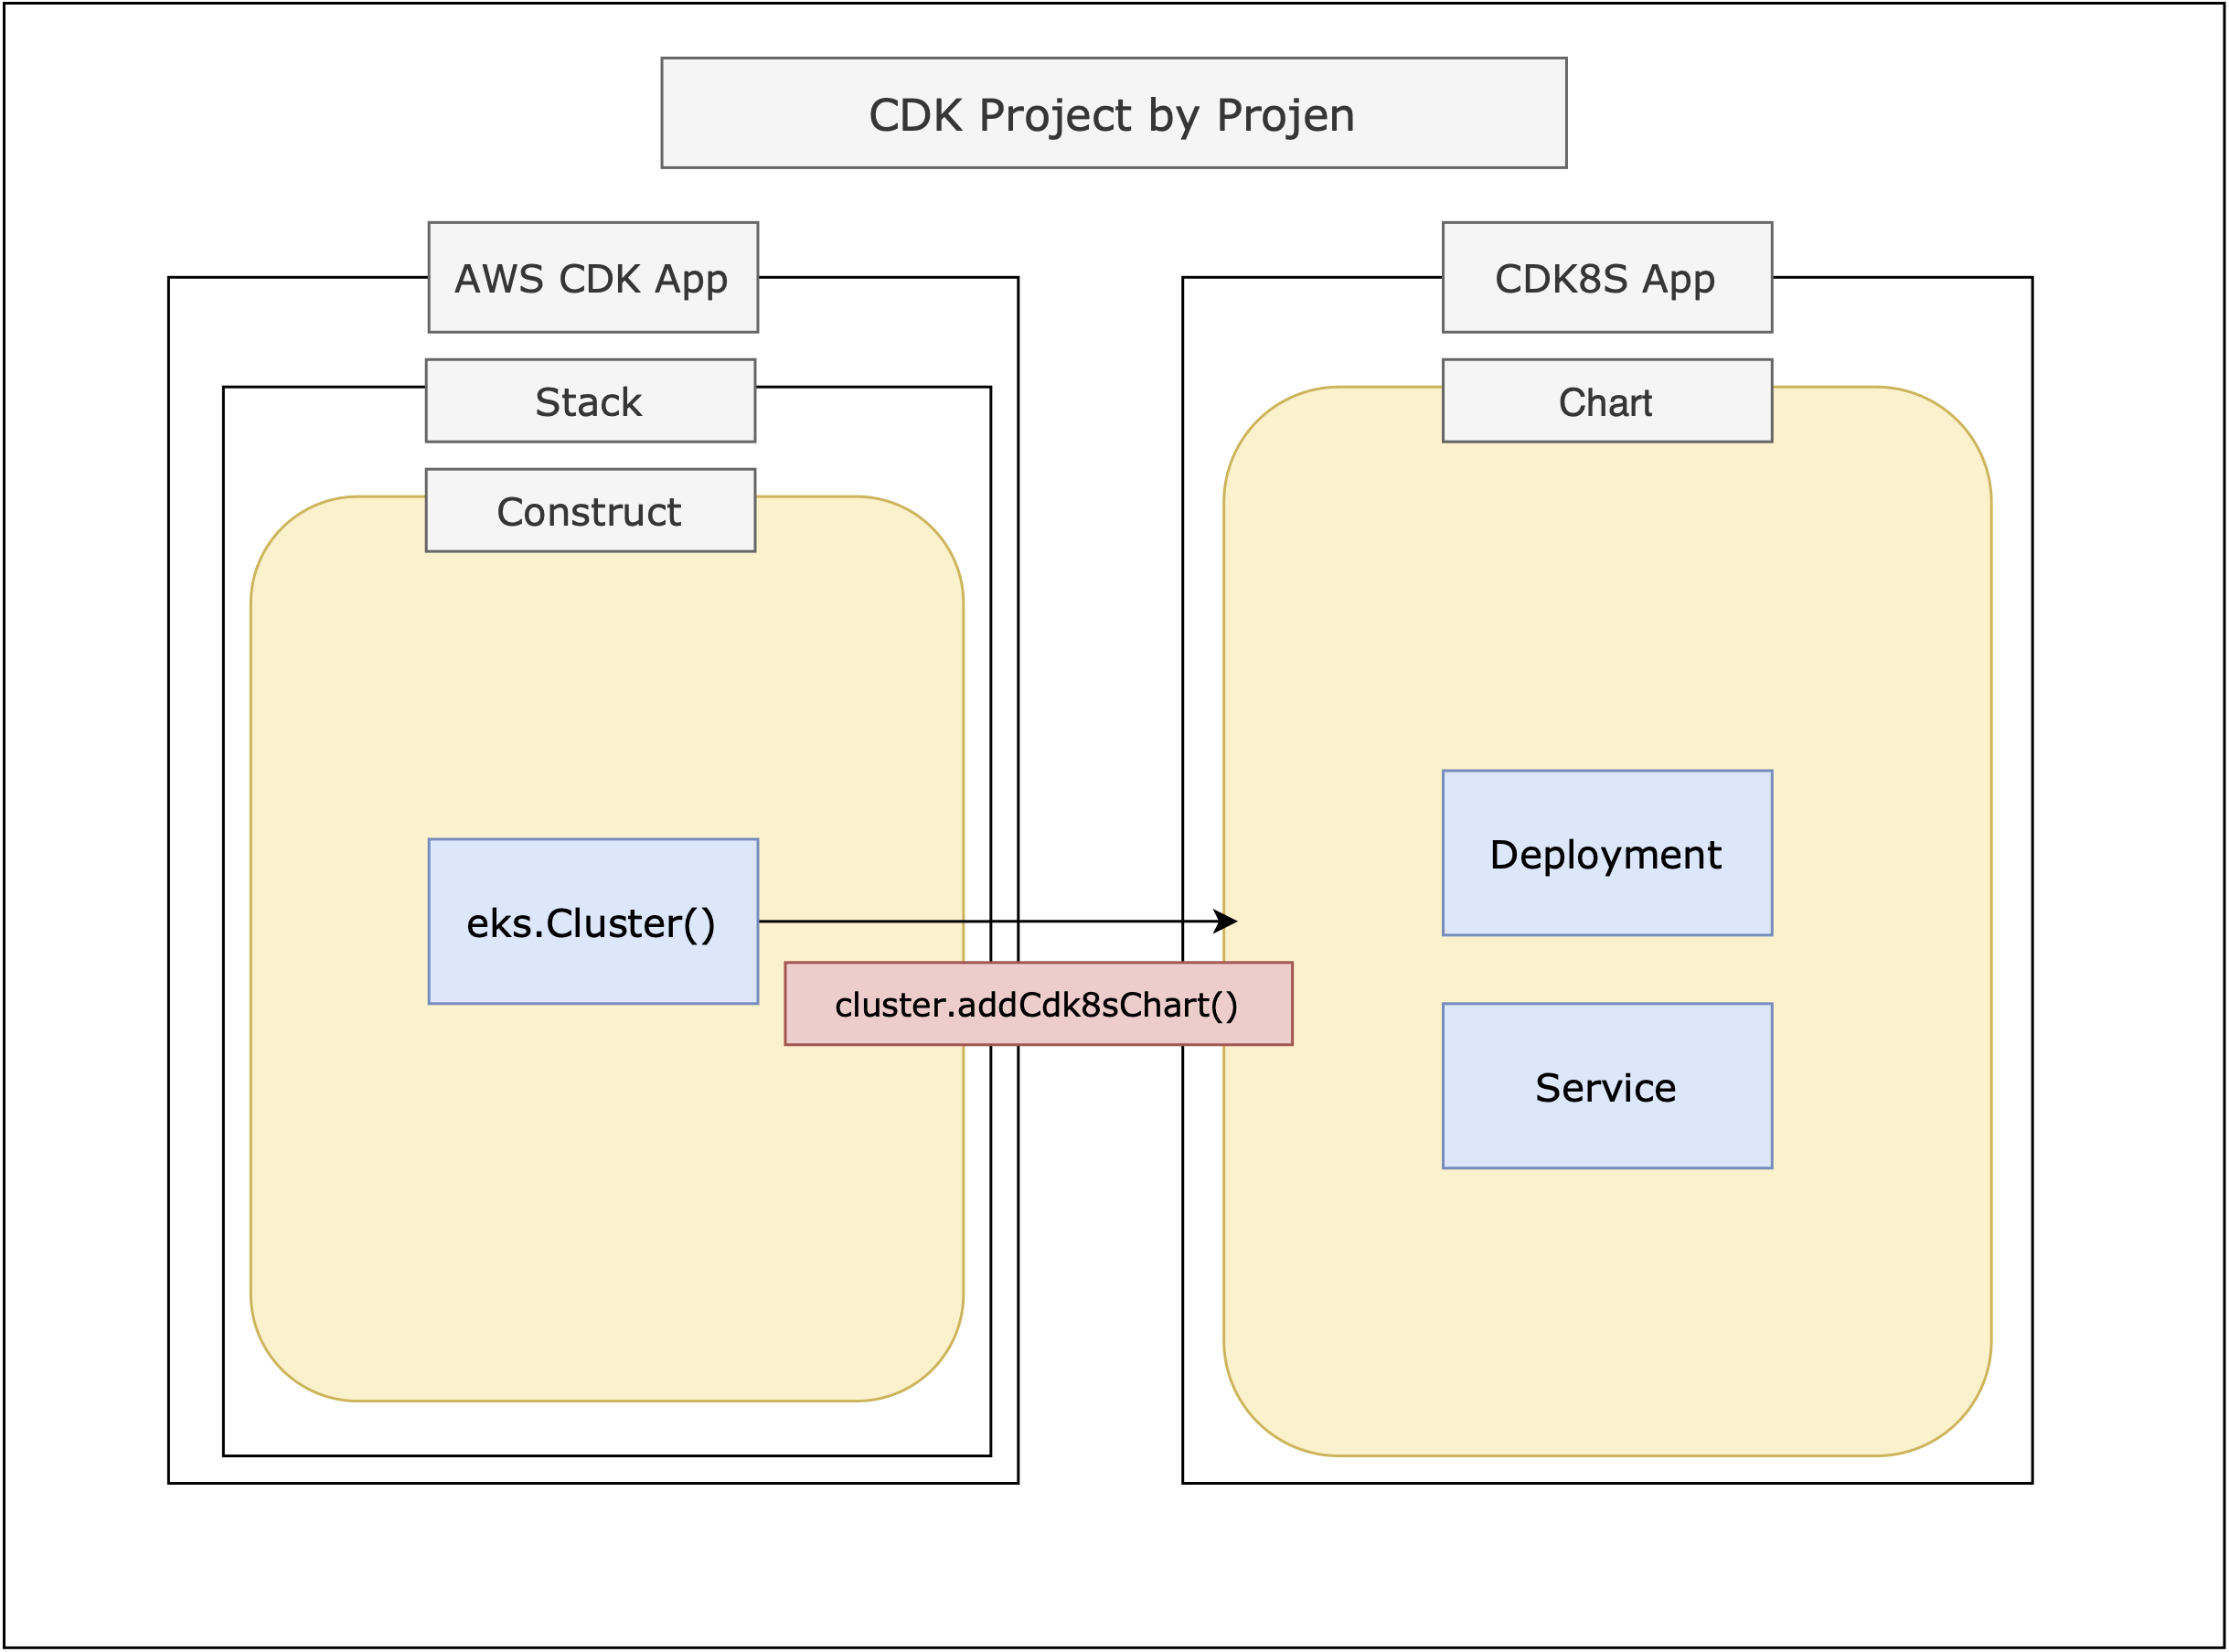 CDK Project by Projen
AWS CDK App
Stack
Construct
eks.Cluster()
cluster.addCdk8sChart()
CDK8S App
Chart
Deployment
Service